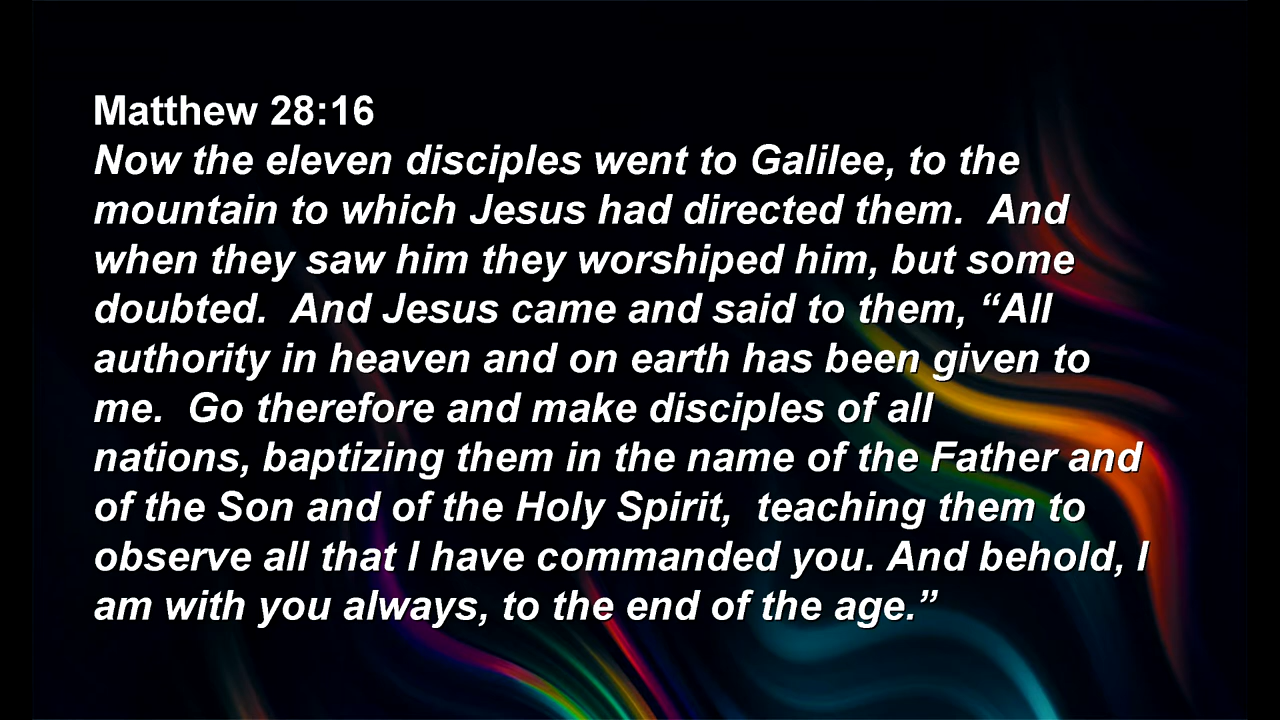 Matthew 28:16
Now the eleven disciples went to Galilee, to the
mountain to which Jesus had directed them.  And
when they saw him they worshiped him, but some
doubted.  And Jesus came and said to them, “All
authority in heaven and on earth has been given to
me.  Go therefore and make disciples of all
nations, baptizing them in the name of the Father and
of the Son and of the Holy Spirit,  teaching them to
observe all that I have commanded you. And behold, I
am with you always, to the end of the age.”